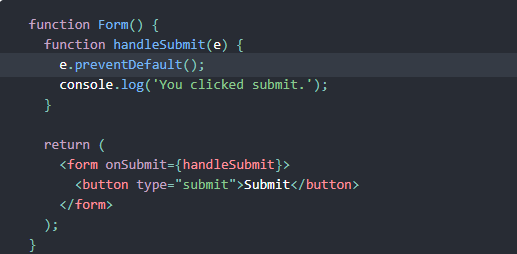 function Form() {
  function handleSubmit(e) {
    e.preventDefault();
    console.log('You clicked submit.');
  }

  return (
    <form onSubmit={handleSubmit}>
      <button type="submit">Submit</button>
    </form>
  );
}